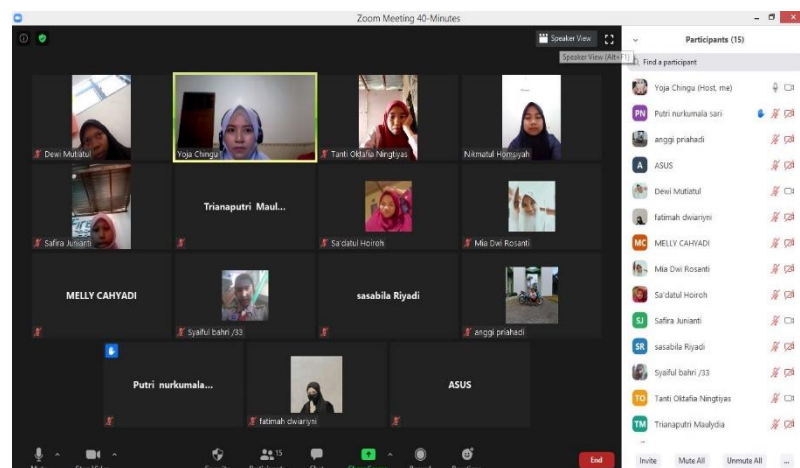 Zoom Meeting 40-Minutes
Speaker View
Speaker View (Alt+F1)
Dewi Mutiatul
Yoja Chingu
Tanti Oktafia Ningtiyas
Nikmatul Homsiyah
Safira Junianti
Trianaputri Maul...
Sa'datul Hoiroh
Mia Dwi Rosanti
MELLY CAHYADI
Syaiful bahri /33
sasabila Riyadi
anggi priahadi
Putri nurkumala...
fatimah dwiariyni
ASUS
15
End
Participants (15)
Find a participant
Yoja Chingu (Host, me)
PN Putri nurkumala sari
anggi priahadi
A ASUS
Dewi Mutiatul
fatimah dwiariyni
MC MELLY CAHYADI
Mia Dwi Rosanti
Sa'datul Hoiroh
SJ Safira Junianti
SR sasabila Riyadi
Syaiful bahri /33
TO Tanti Oktafia Ningtiyas
TM Trianaputri Maulydia
Invite
Mute All
Unmute All
...